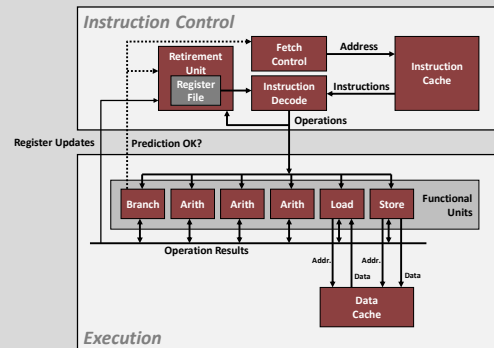 Instruction Control
Fetch
Control
Address
Instruction
Cache
Retirement
Unit
Register
File
Instruction
Decode
Instructions
Operations
Register Updates
Prediction OK?
Branch
Arith
Arith
Arith
Load
Store
Functional
Units
Operation Results
Addr.
Data
Addr.
Data
Data
Cache
Execution